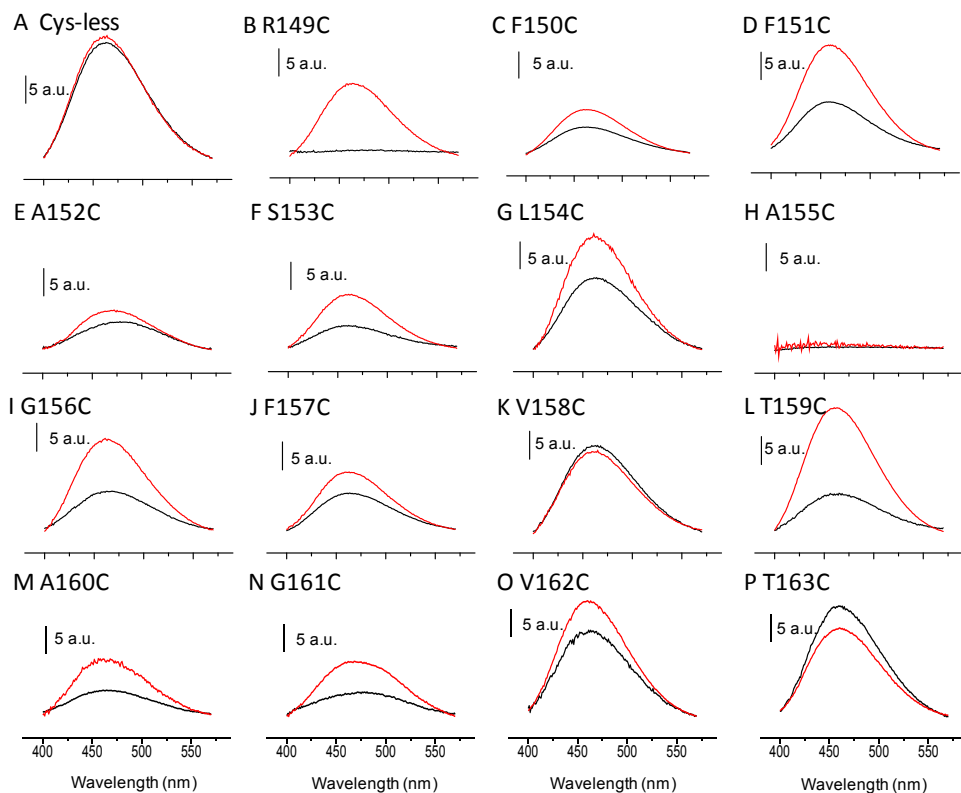 A Cys-less
B R149C
C F150C
D F151C
5 a.u.
5 a.u.
5 a.u.
5 a.u.
E A152C
F S153C
G L154C
H A155C
5 a.u.
5 a.u.
5 a.u.
5 a.u.
I G156C
J F157C
K V158C
L T159C
5 a.u.
5 a.u.
5 a.u.
5 a.u.
M A160C
N G161C
O V162C
P T163C
5 a.u.
5 a.u.
5 a.u.
5 a.u.
400 450 500 550
400 450 500 550
400 450 500 550
400 450 500 550
Wavelength (nm)
Wavelength (nm)
Wavelength (nm)
Wavelength (nm)